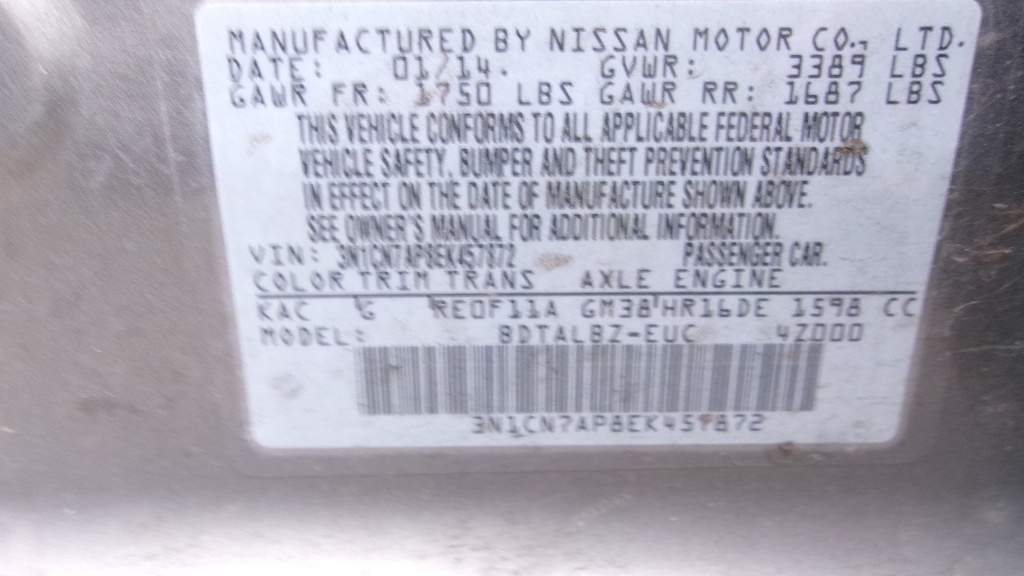 MANUFACTURED BY NISSAN MOTOR CO., LTD.
DATE: 01/14. GVWR: 3389 LBS
GAWR FR: 1750 LBS GAWR RR: 1687 LBS
THIS VEHICLE CONFORMS TO ALL APPLICABLE FEDERAL MOTOR
VEHICLE SAFETY, BUMPER AND THEFT PREVENTION STANDARDS
IN EFFECT ON THE DATE OF MANUFACTURE SHOWN ABOVE.
SEE OWNER'S MANUAL FOR ADDITIONAL INFORMATION.
VIN: 3N1CN7AP8EK457872 PASSENGER CAR.
COLOR TRIM TRANS AXLE ENGINE
KAC G RE0F11A GM38 HR16DE 1598 CC
MODEL: BDTALBZ-EUC 4Z000
3N1CN7AP8EK457872